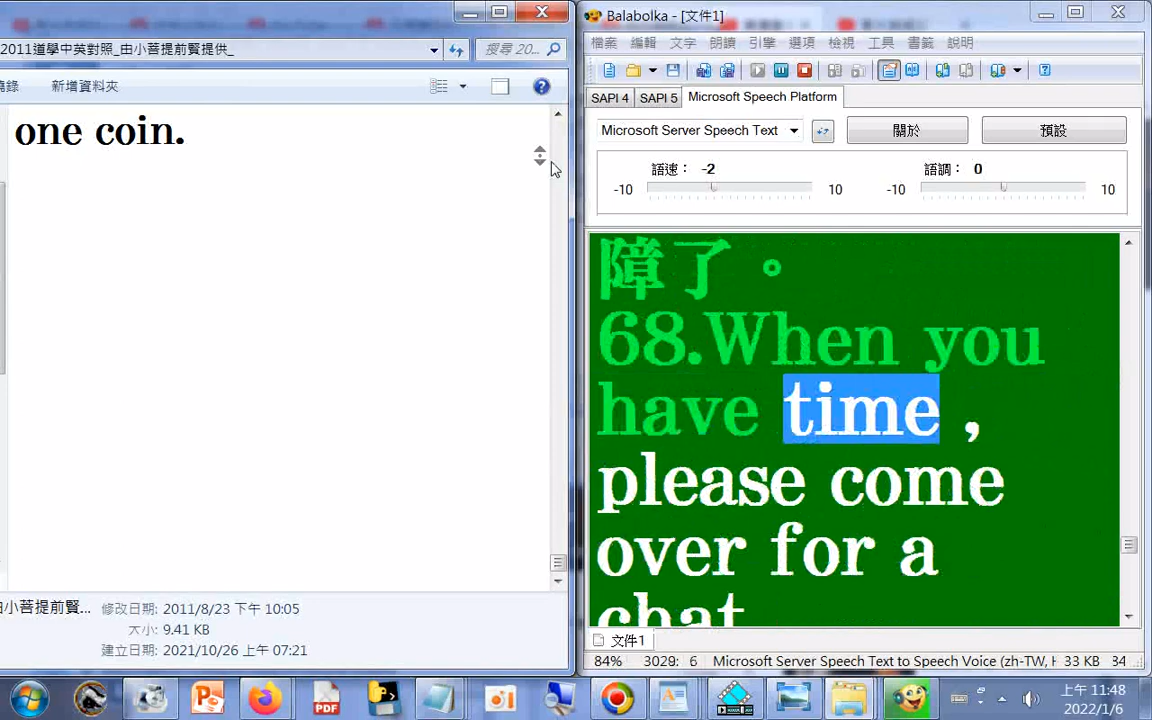 2011道學中英對照_由小菩提前賢提供_
搜尋 20...
新增資料夾
one coin.
修改日期: 2011/8/23 下午 10:05
大小: 9.41 KB
建立日期: 2021/10/26 上午 07:21
Balabolka - [文件1]
檔案 編輯 文字 朗讀 引擎 選項 檢視 工具 書籤 說明
SAPI 4 SAPI 5 Microsoft Speech Platform
Microsoft Server Speech Text 關於 預設
語速： -2 語調： 0
-10 10 -10 10
障了。
68.When you
have time ,
please come
over for a
chat
文件1
84% 3029: 6 Microsoft Server Speech Text to Speech Voice (zh-TW, H 33 KB 34
PDF
上午 11:48
2022/1/6